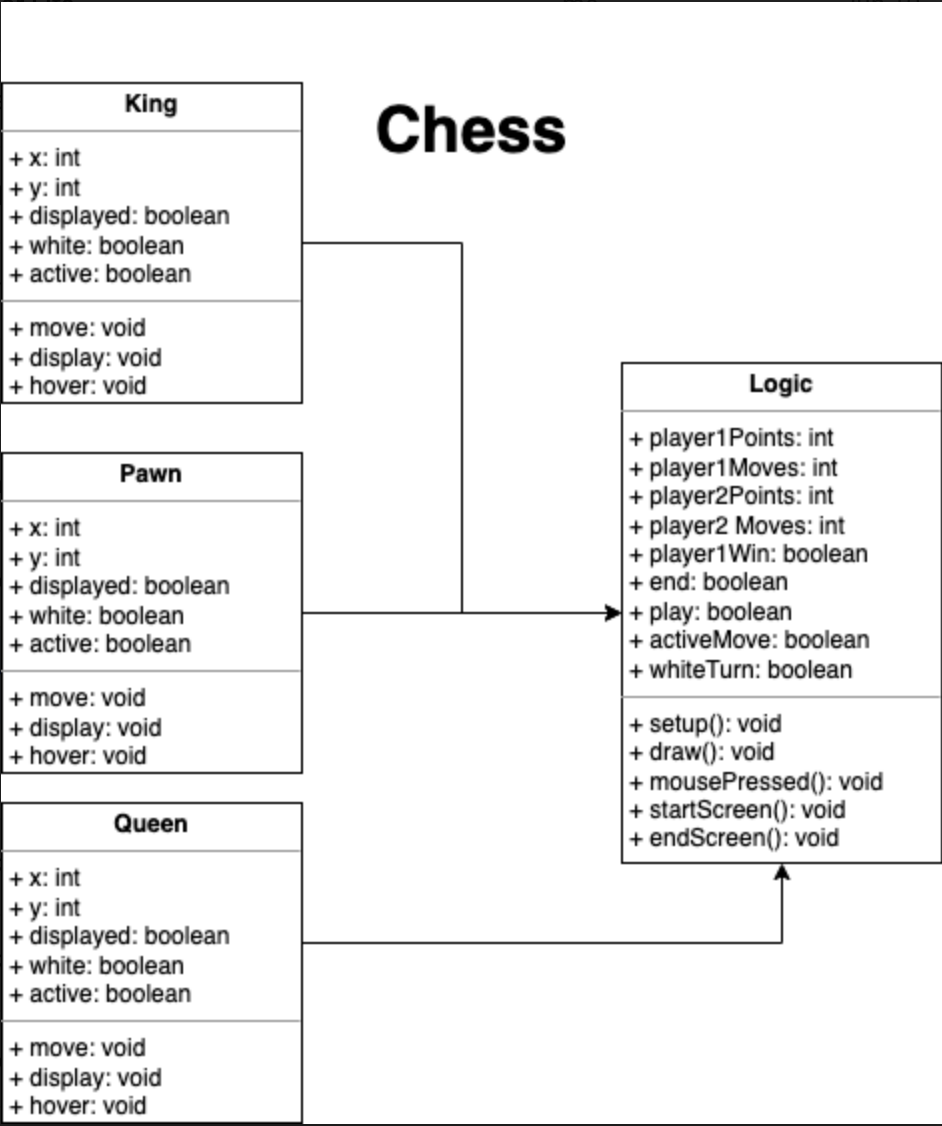 Chess
King
+ x: int
+ y: int
+ displayed: boolean
+ white: boolean
+ active: boolean
+ move: void
+ display: void
+ hover: void
Pawn
+ x: int
+ y: int
+ displayed: boolean
+ white: boolean
+ active: boolean
+ move: void
+ display: void
+ hover: void
Queen
+ x: int
+ y: int
+ displayed: boolean
+ white: boolean
+ active: boolean
+ move: void
+ display: void
+ hover: void
Logic
+ player1Points: int
+ player1Moves: int
+ player2Points: int
+ player2 Moves: int
+ player1Win: boolean
+ end: boolean
+ play: boolean
+ activeMove: boolean
+ whiteTurn: boolean
+ setup(): void
+ draw(): void
+ mousePressed(): void
+ startScreen(): void
+ endScreen(): void